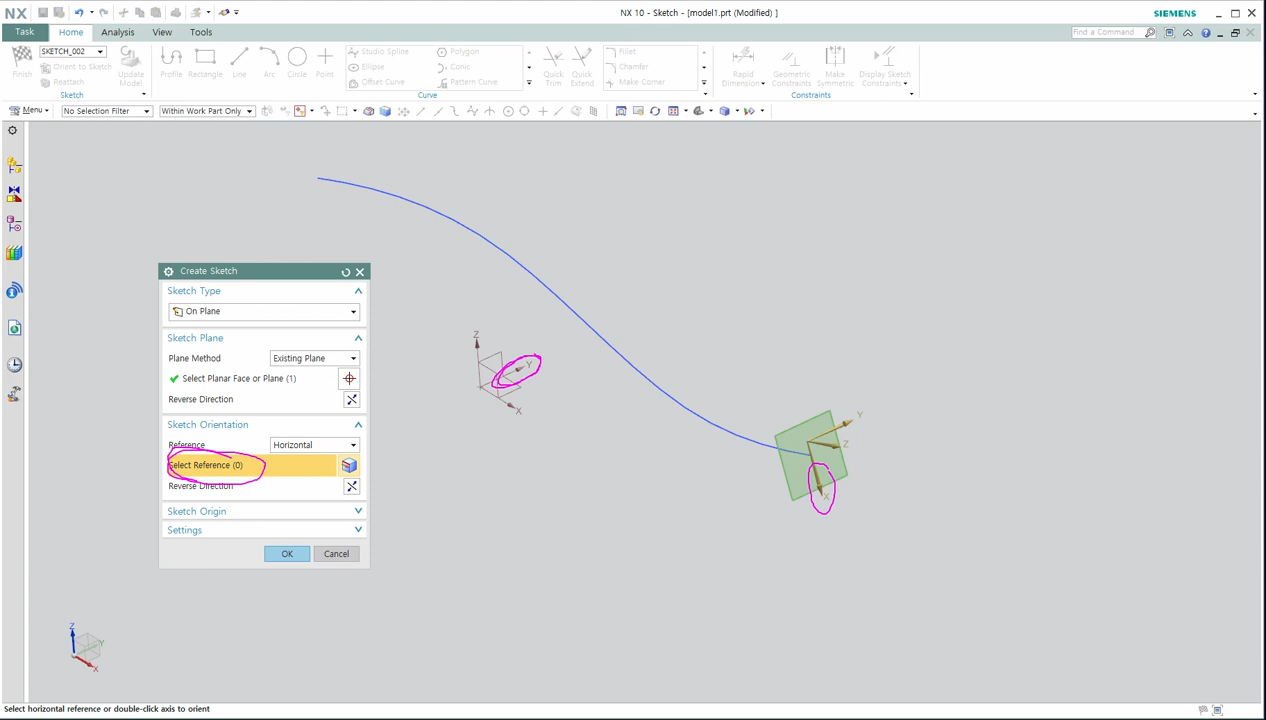 NX
NX 10 - Sketch - [model1.prt (Modified) ]
SIEMENS
Task
Home
Analysis
View
Tools
Find a Command
Finish
SKETCH_002
Orient to Sketch
Reattach
Update Model
Sketch
Profile
Rectangle
Line
Arc
Circle
Point
Studio Spline
Ellipse
Offset Curve
Polygon
Conic
Pattern Curve
Quick Trim
Quick Extend
Fillet
Chamfer
Make Corner
Curve
Rapid Dimension
Geometric Constraints
Make Symmetric
Display Sketch Constraints
Constraints
Menu
No Selection Filter
Within Work Part Only
Create Sketch
Sketch Type
On Plane
Sketch Plane
Plane Method
Existing Plane
Select Planar Face or Plane (1)
Reverse Direction
Sketch Orientation
Reference
Horizontal
Select Reference (0)
Reverse Direction
Sketch Origin
Settings
OK
Cancel
Z
Y
X
Y
Z
X
Z
Y
X
Select horizontal reference or double-click axis to orient